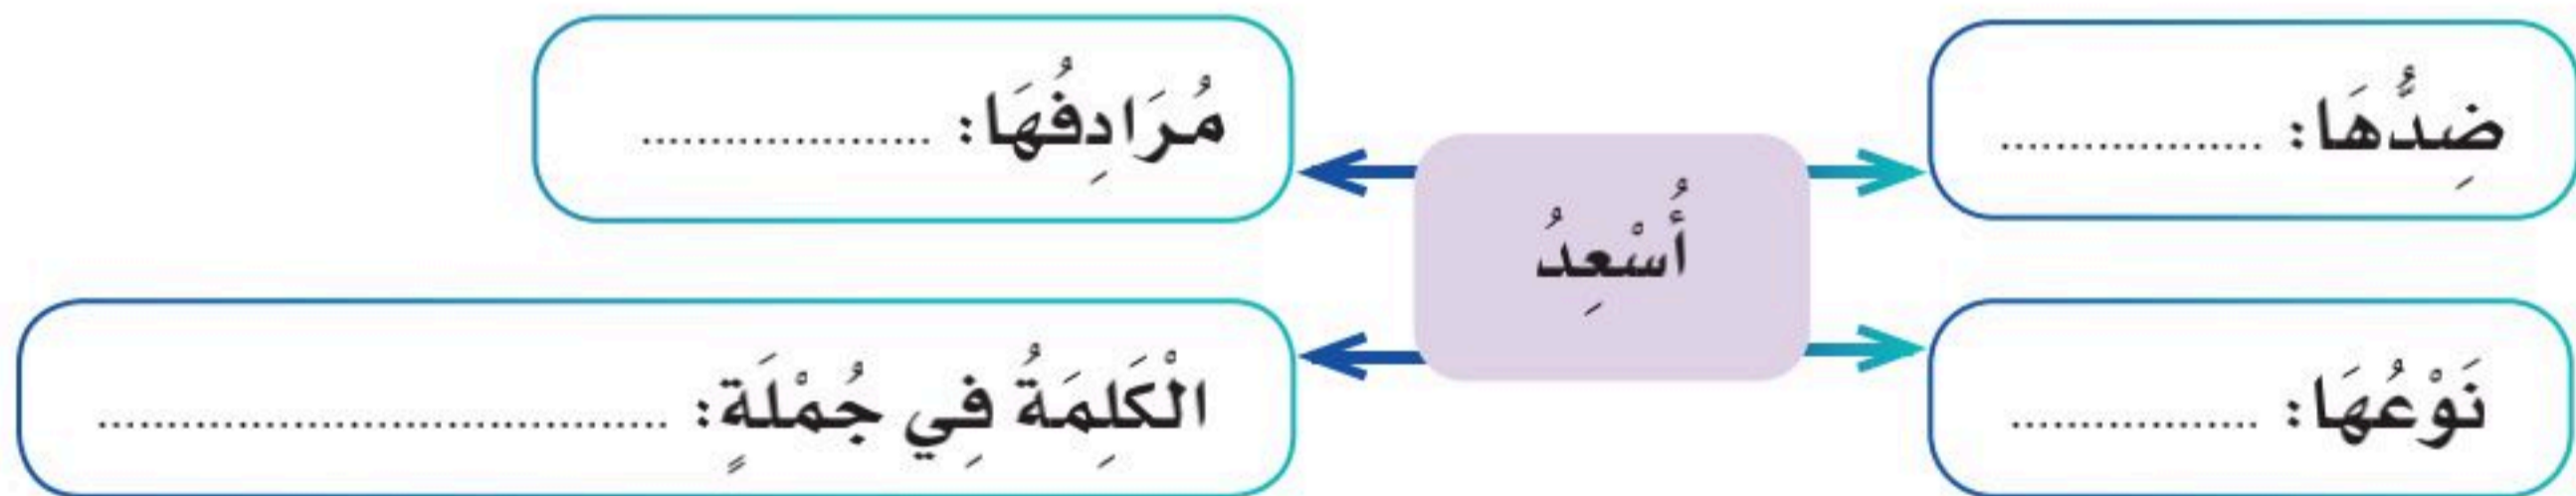 ضِدُّهَا: ..................
مُرَادِفُهَا: ....................
أُسْعِدُ
نَوْعُهَا: .................
الْكَلِمَةُ فِي جُمْلَةٍ: .......................................